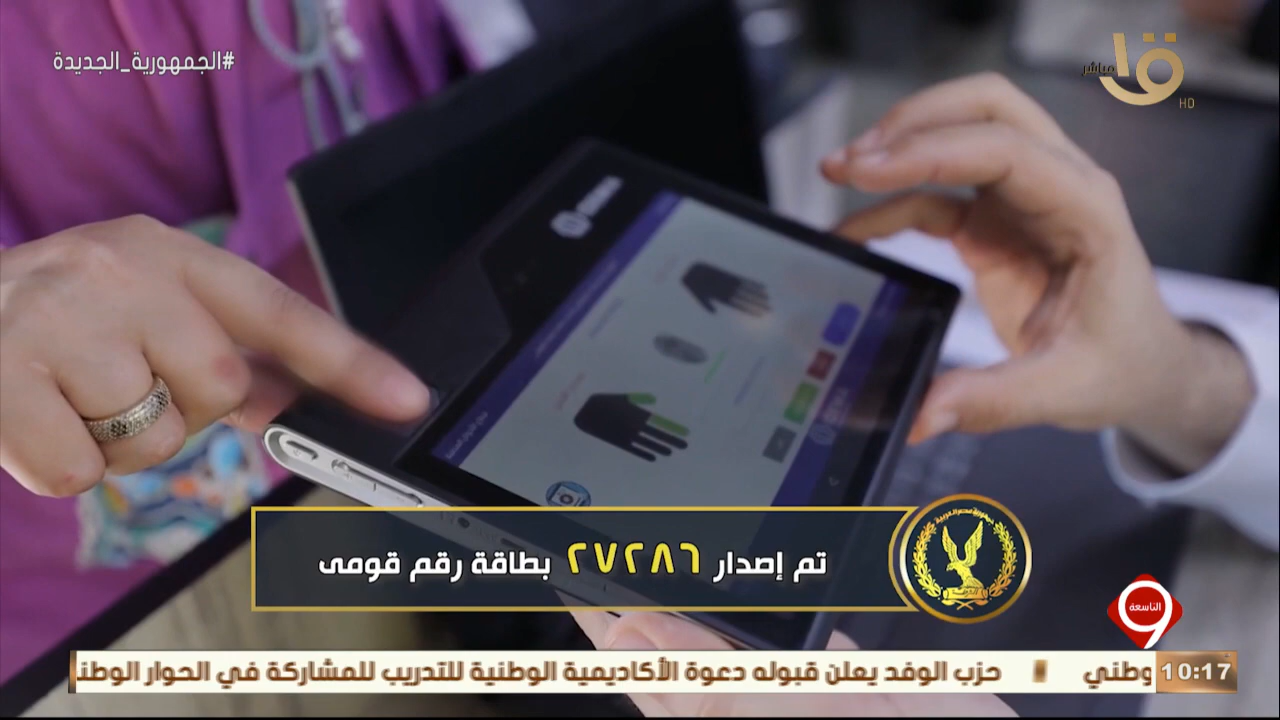 #الجمهورية_الجديدة
مباشر
HD
تم إصدار ٢٧٢٨٦ بطاقة رقم قومى
التاسعة
9
10:17
وطني ▪ حزب الوفد يعلن قبوله دعوة الأكاديمية الوطنية للتدريب للمشاركة في الحوار الوطن